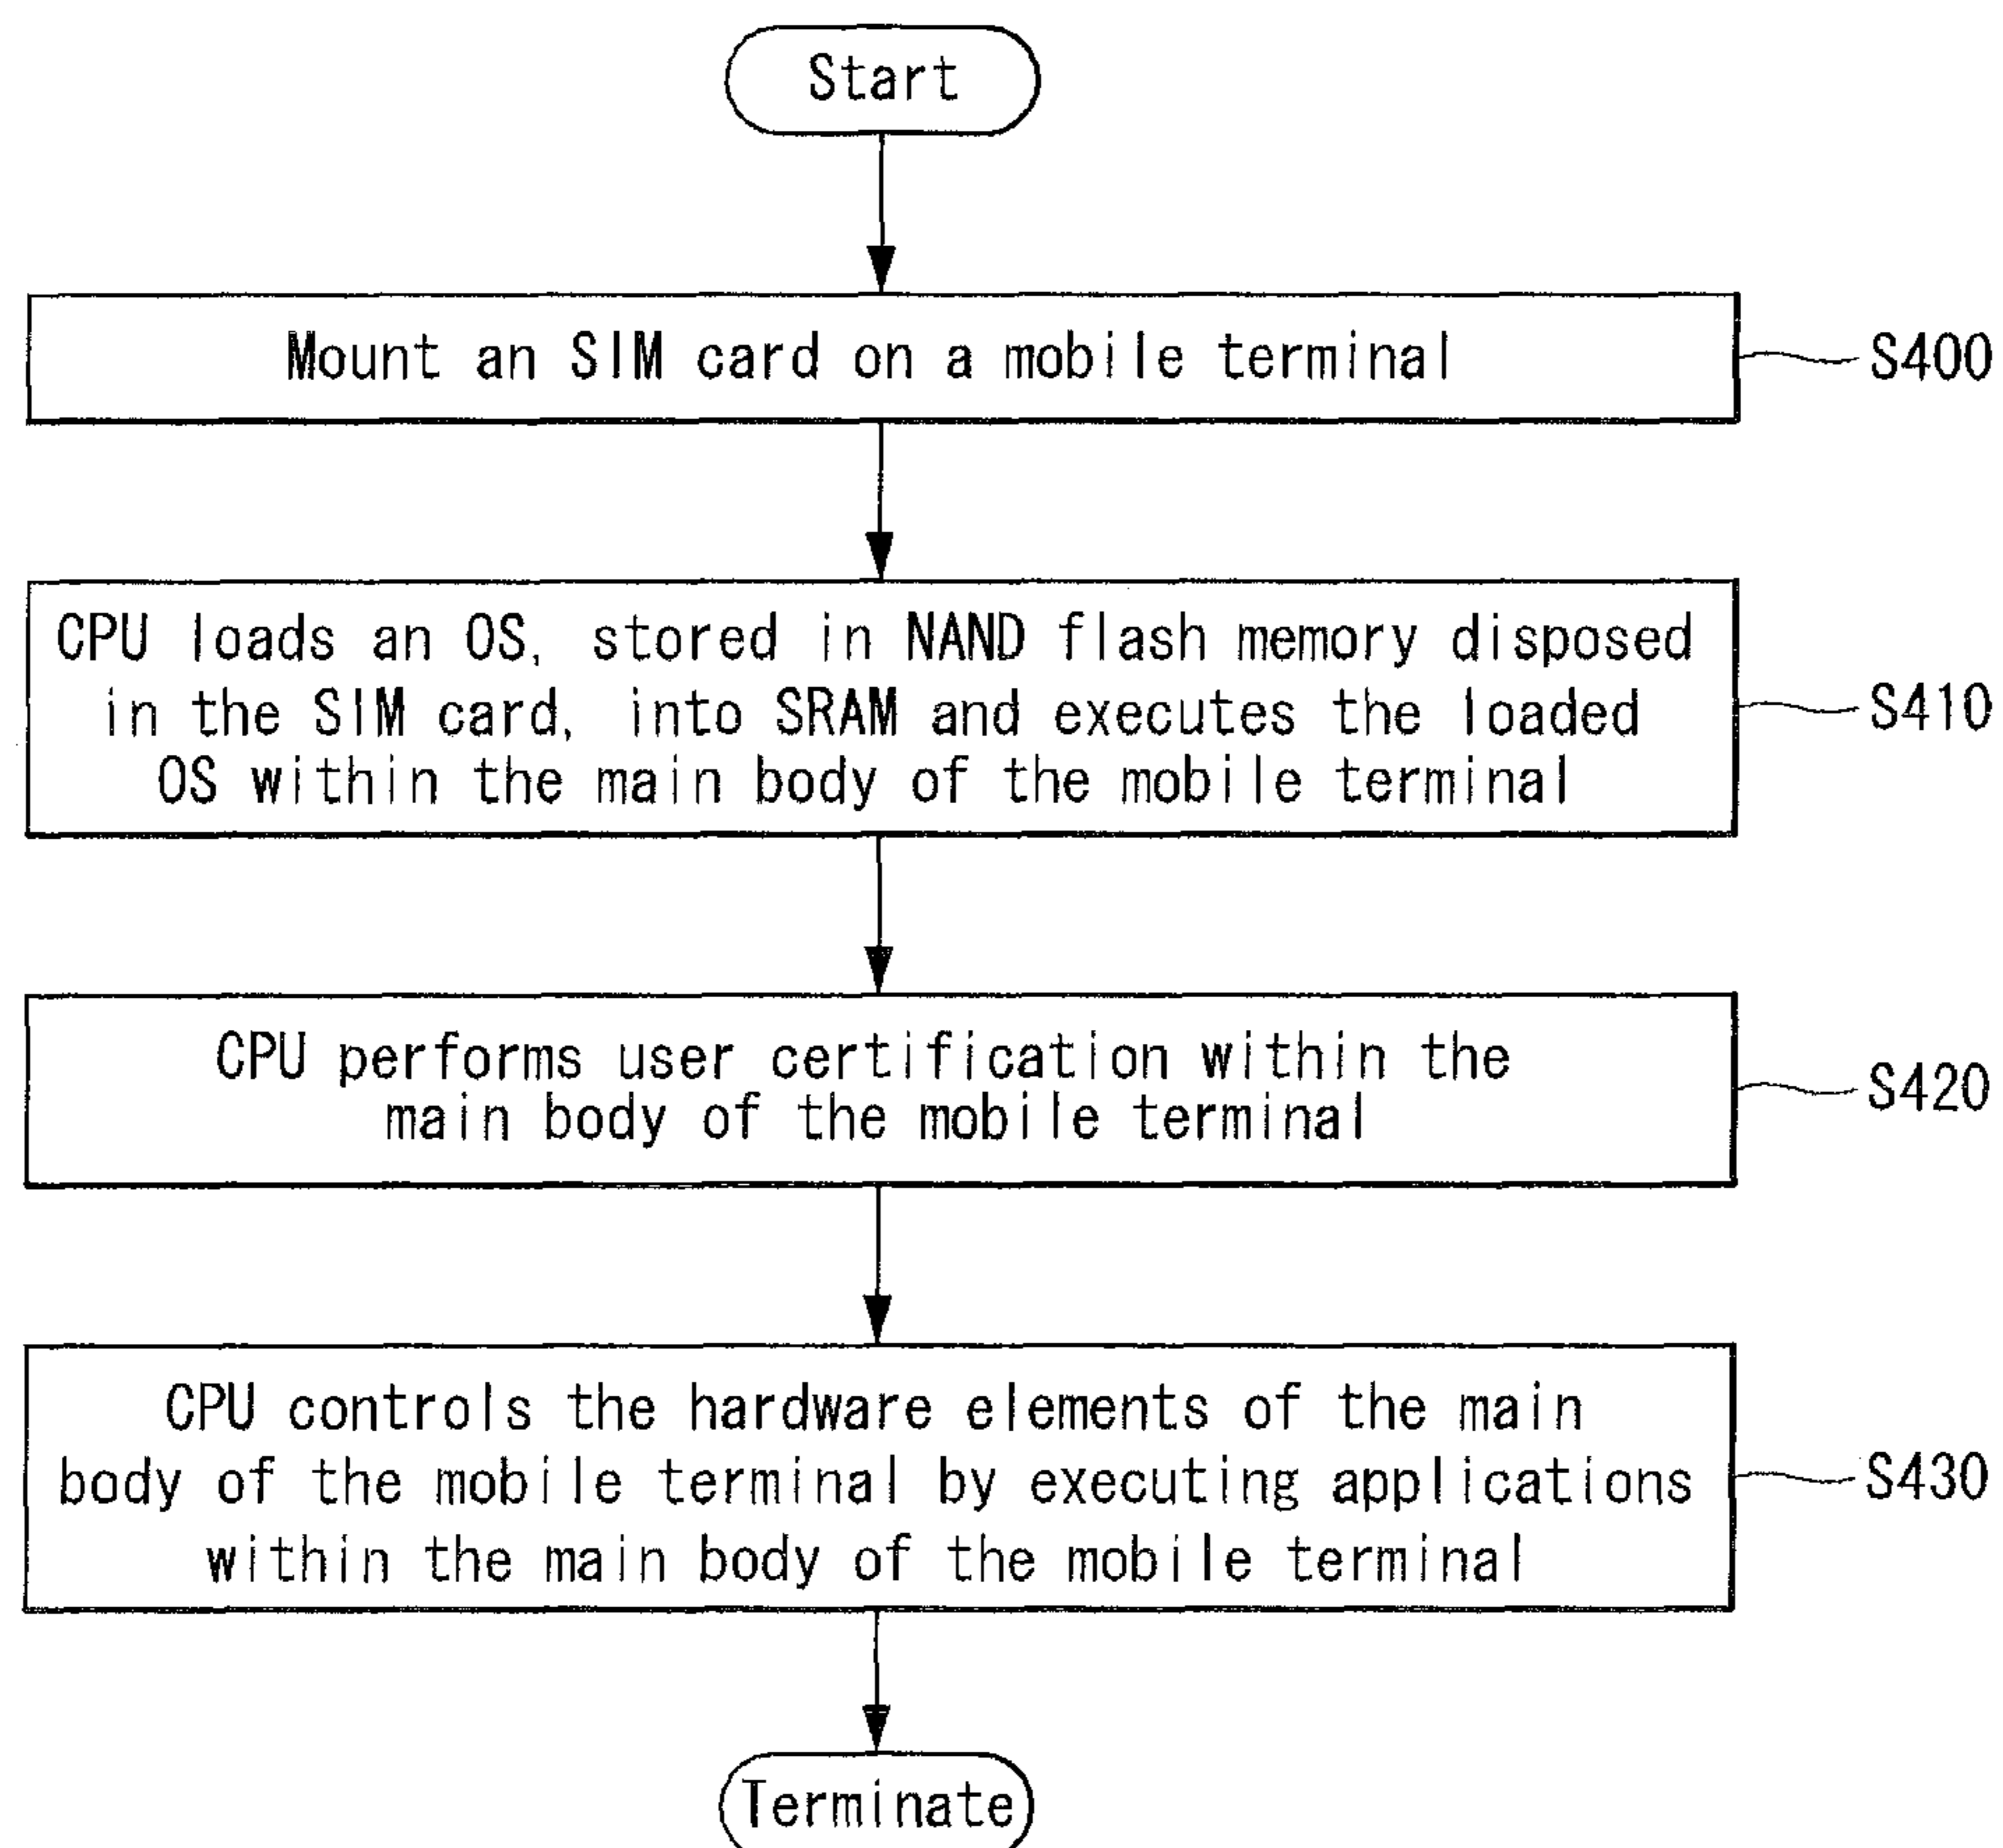 Start
Mount an SIM card on a mobile terminal
S400
CPU loads an OS, stored in NAND flash memory disposed
in the SIM card, into SRAM and executes the loaded
OS within the main body of the mobile terminal
S410
CPU performs user certification within the
main body of the mobile terminal
S420
CPU controls the hardware elements of the main
body of the mobile terminal by executing applications
within the main body of the mobile terminal
S430
Terminate